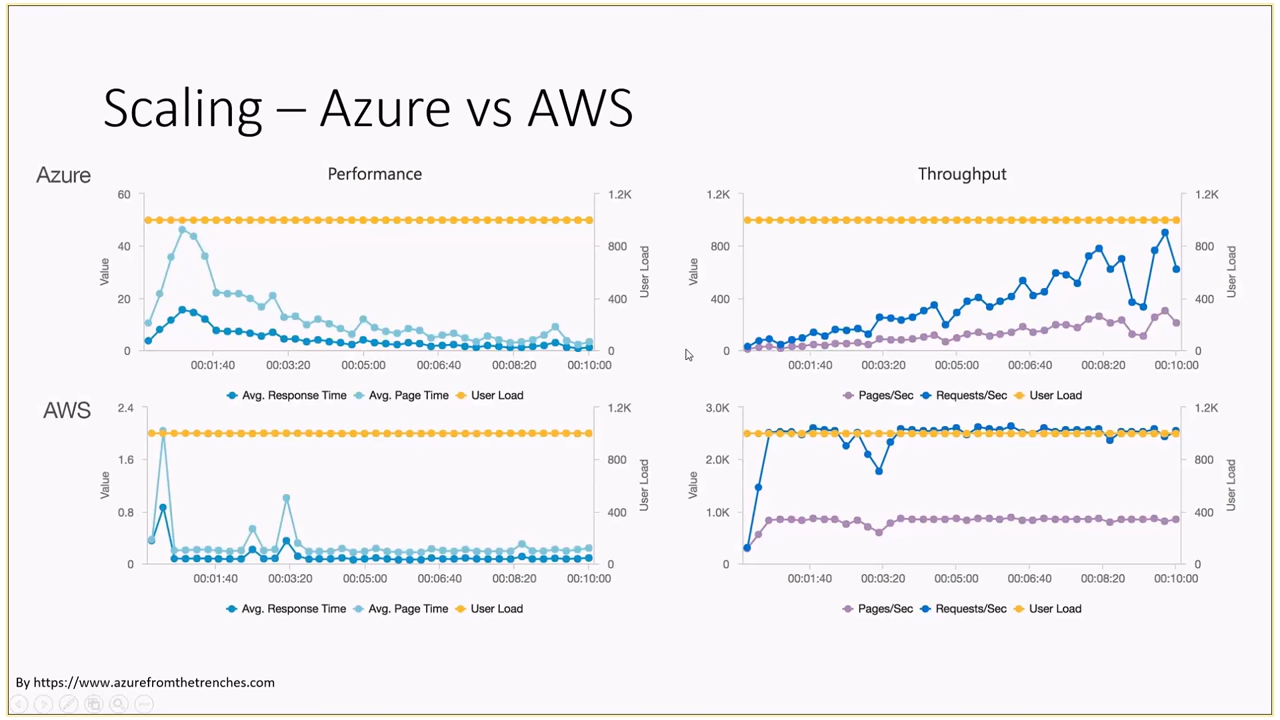 Scaling – Azure vs AWS
Azure
Performance
Throughput
60
40
20
0
Value
1.2K
800
400
0
User Load
00:01:40 00:03:20 00:05:00 00:06:40 00:08:20 00:10:00
Avg. Response Time Avg. Page Time User Load
1.2K
800
400
0
Value
1.2K
800
400
0
User Load
00:01:40 00:03:20 00:05:00 00:06:40 00:08:20 00:10:00
Pages/Sec Requests/Sec User Load
AWS
2.4
1.6
0.8
0
Value
1.2K
800
400
0
User Load
00:01:40 00:03:20 00:05:00 00:06:40 00:08:20 00:10:00
Avg. Response Time Avg. Page Time User Load
3.0K
2.0K
1.0K
0
Value
1.2K
800
400
0
User Load
00:01:40 00:03:20 00:05:00 00:06:40 00:08:20 00:10:00
Pages/Sec Requests/Sec User Load
By https://www.azurefromthetrenches.com